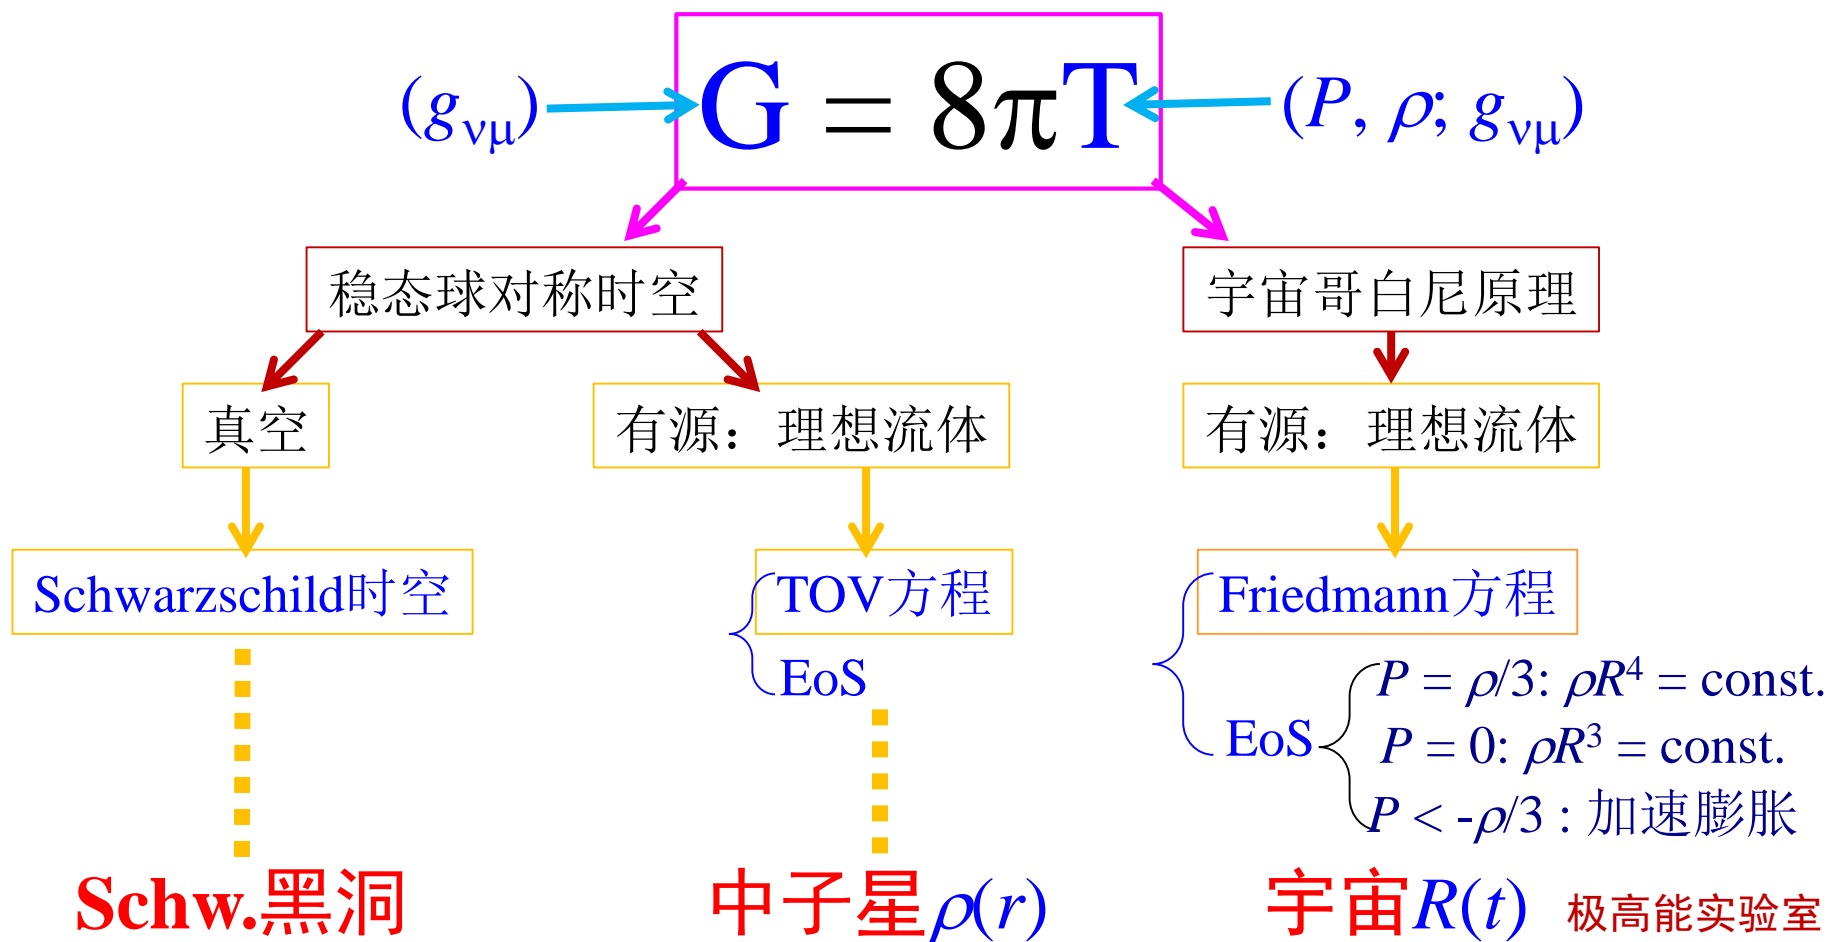 (g_νμ) G = 8πT (P, ρ; g_νμ)
稳态球对称时空 宇宙哥白尼原理
真空 有源：理想流体 有源：理想流体
Schwarzschild时空 TOV方程 Friedmann方程
EoS P = ρ/3: ρR⁴ = const.
EoS P = 0: ρR³ = const.
P < -ρ/3 : 加速膨胀
Schw.黑洞 中子星ρ(r) 宇宙R(t) 极高能实验室